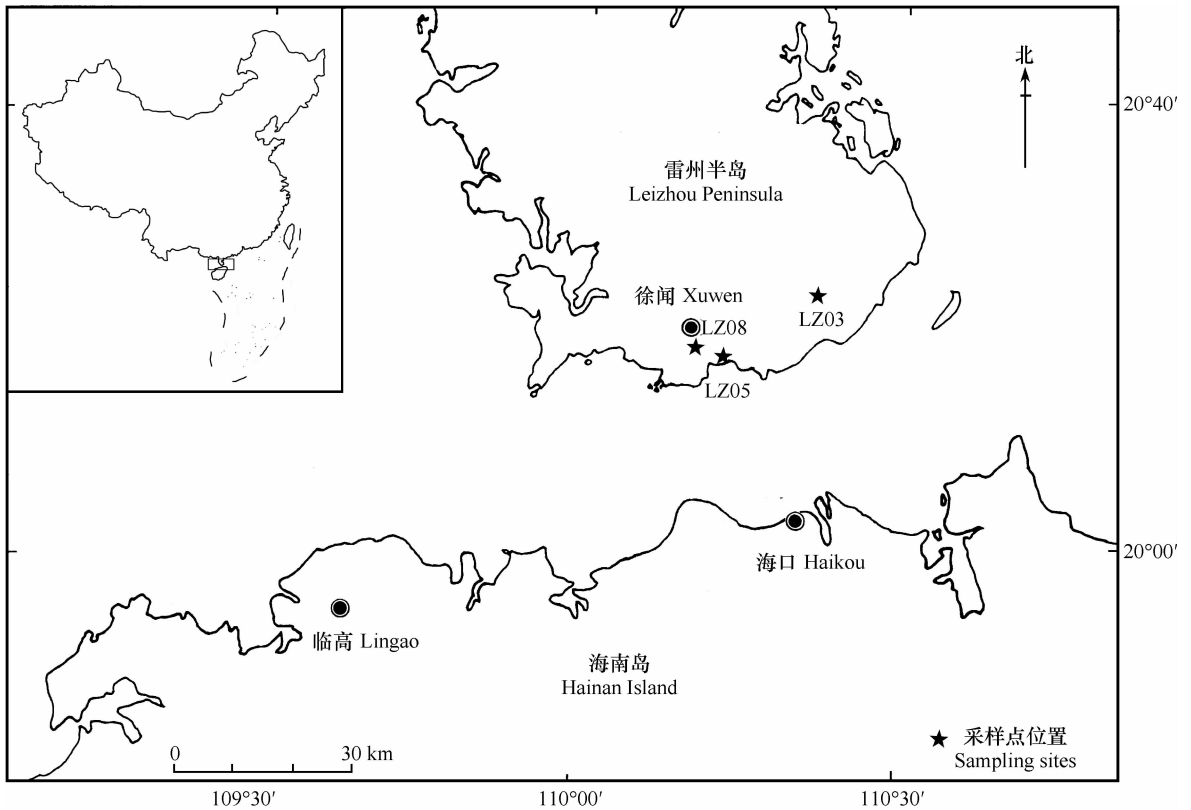 北
20°40′
雷州半岛
Leizhou Peninsula
徐闻 Xuwen
LZ08
LZ03
LZ05
20°00′
海口 Haikou
临高 Lingao
海南岛
Hainan Island
0 30 km
采样点位置
Sampling sites
109°30′ 110°00′ 110°30′